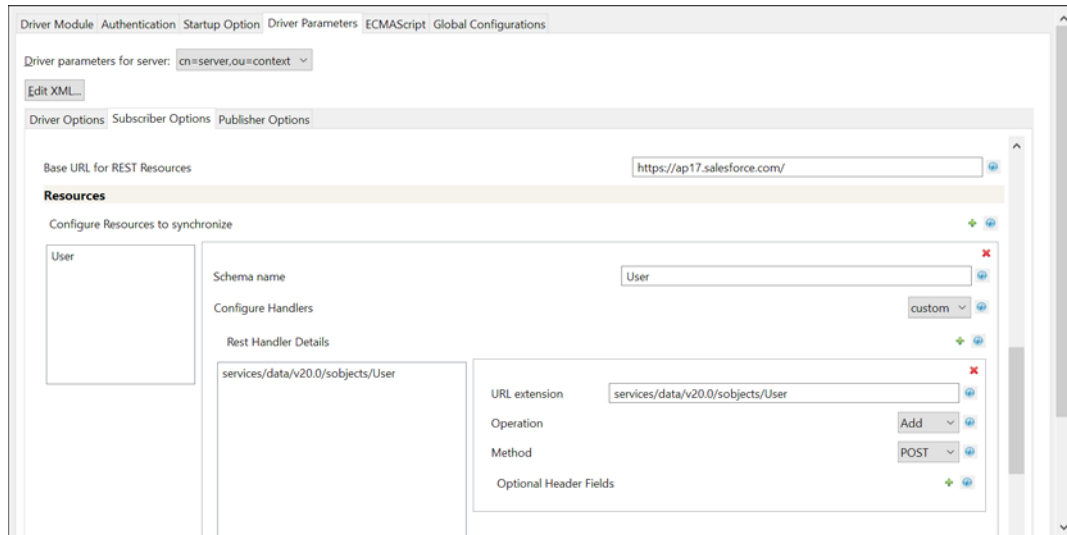 Driver Module Authentication Startup Option Driver Parameters ECMAScript Global Configurations
Driver parameters for server: cn=server,ou=context
Edit XML...
Driver Options Subscriber Options Publisher Options
Base URL for REST Resources https://ap17.salesforce.com/
Resources
Configure Resources to synchronize
User
Schema name User
Configure Handlers custom
Rest Handler Details
services/data/v20.0/sobjects/User
URL extension services/data/v20.0/sobjects/User
Operation Add
Method POST
Optional Header Fields